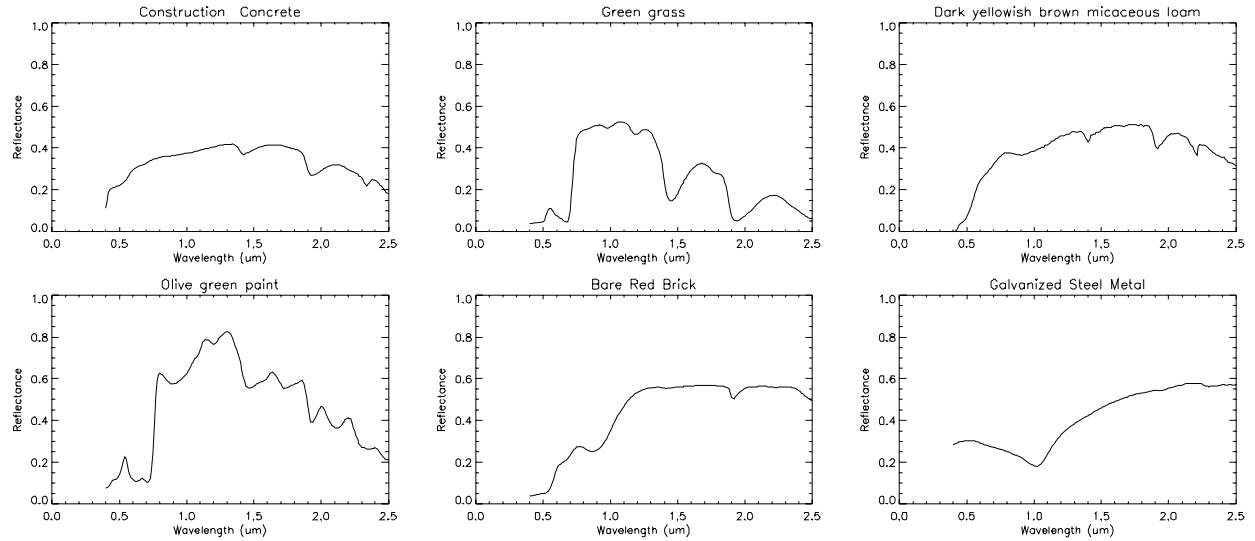 Construction Concrete
1.0
0.8
0.6
0.4
0.2
0.0
Reflectance
0.0 0.5 1.0 1.5 2.0 2.5
Wavelength (um)
Green grass
1.0
0.8
0.6
0.4
0.2
0.0
Reflectance
0.0 0.5 1.0 1.5 2.0 2.5
Wavelength (um)
Dark yellowish brown micaceous loam
1.0
0.8
0.6
0.4
0.2
0.0
Reflectance
0.0 0.5 1.0 1.5 2.0 2.5
Wavelength (um)
Olive green paint
1.0
0.8
0.6
0.4
0.2
0.0
Reflectance
0.0 0.5 1.0 1.5 2.0 2.5
Wavelength (um)
Bare Red Brick
1.0
0.8
0.6
0.4
0.2
0.0
Reflectance
0.0 0.5 1.0 1.5 2.0 2.5
Wavelength (um)
Galvanized Steel Metal
1.0
0.8
0.6
0.4
0.2
0.0
Reflectance
0.0 0.5 1.0 1.5 2.0 2.5
Wavelength (um)